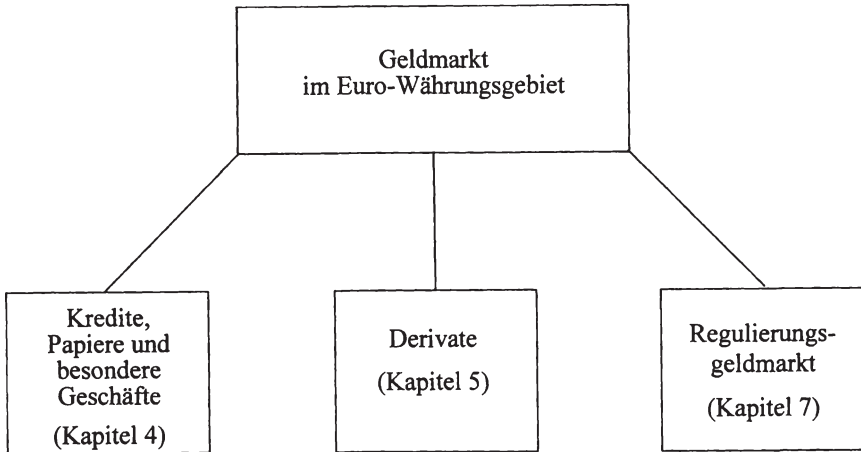 Geldmarkt
im Euro-Währungsgebiet
Kredite,
Papiere und
besondere
Geschäfte
(Kapitel 4)
Derivate
(Kapitel 5)
Regulierungs-
geldmarkt
(Kapitel 7)